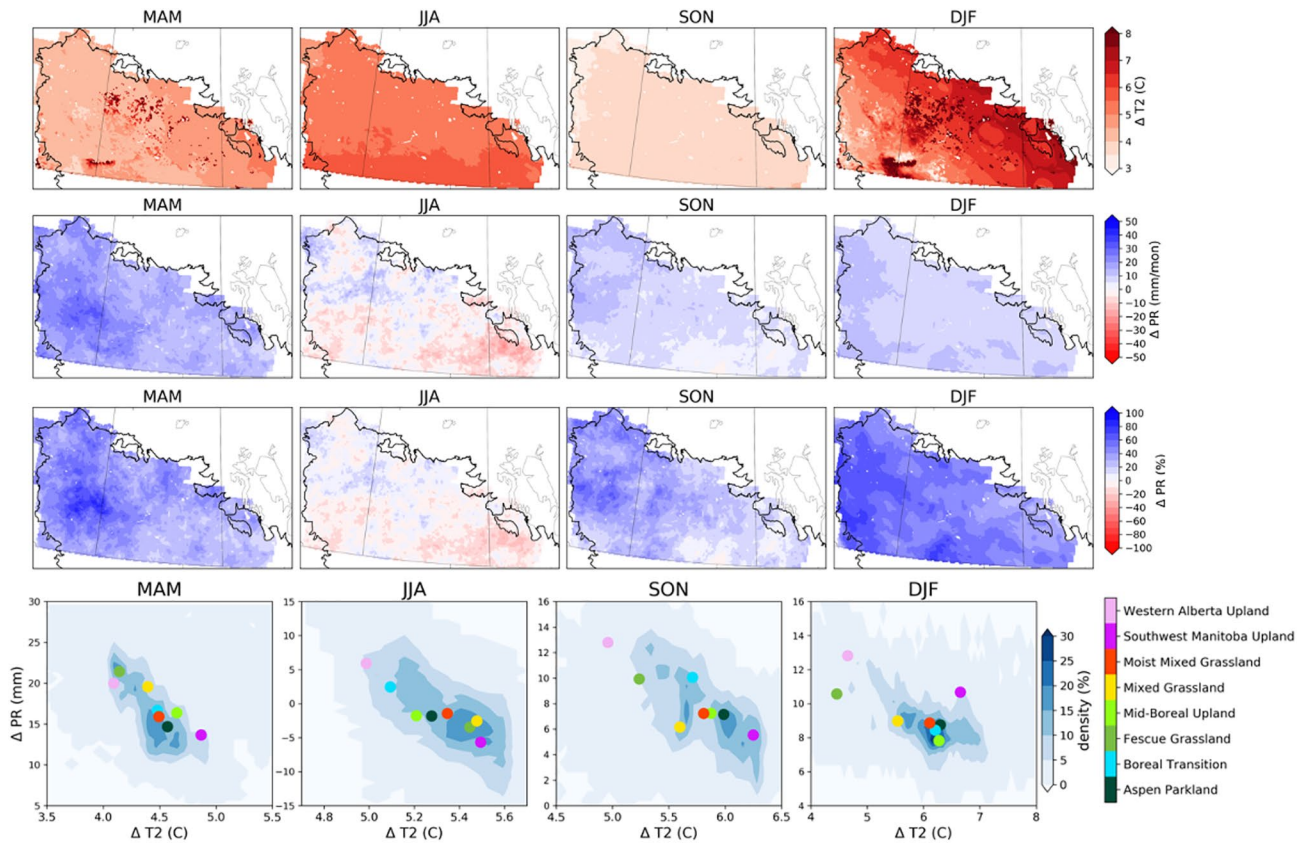 MAM JJA SON DJF
8
7
6
5
4
3
Δ T2 (C)
MAM JJA SON DJF
50
40
30
20
10
0
−10
−20
−30
−40
−50
Δ PR (mm/mon)
MAM JJA SON DJF
100
80
60
40
20
0
−20
−40
−60
−80
−100
Δ PR (%)
MAM JJA SON DJF
30
25
20
15
10
5
Δ PR (mm)
3.5 4.0 4.5 5.0 5.5
Δ T2 (C)
15
10
5
0
−5
−10
−15
4.8 5.0 5.2 5.4 5.6
Δ T2 (C)
16
14
12
10
8
6
4
2
0
4.5 5.0 5.5 6.0 6.5
Δ T2 (C)
16
14
12
10
8
6
4
4 5 6 7 8
Δ T2 (C)
30
25
20
15
10
5
0
density (%)
Western Alberta Upland
Southwest Manitoba Upland
Moist Mixed Grassland
Mixed Grassland
Mid-Boreal Upland
Fescue Grassland
Boreal Transition
Aspen Parkland